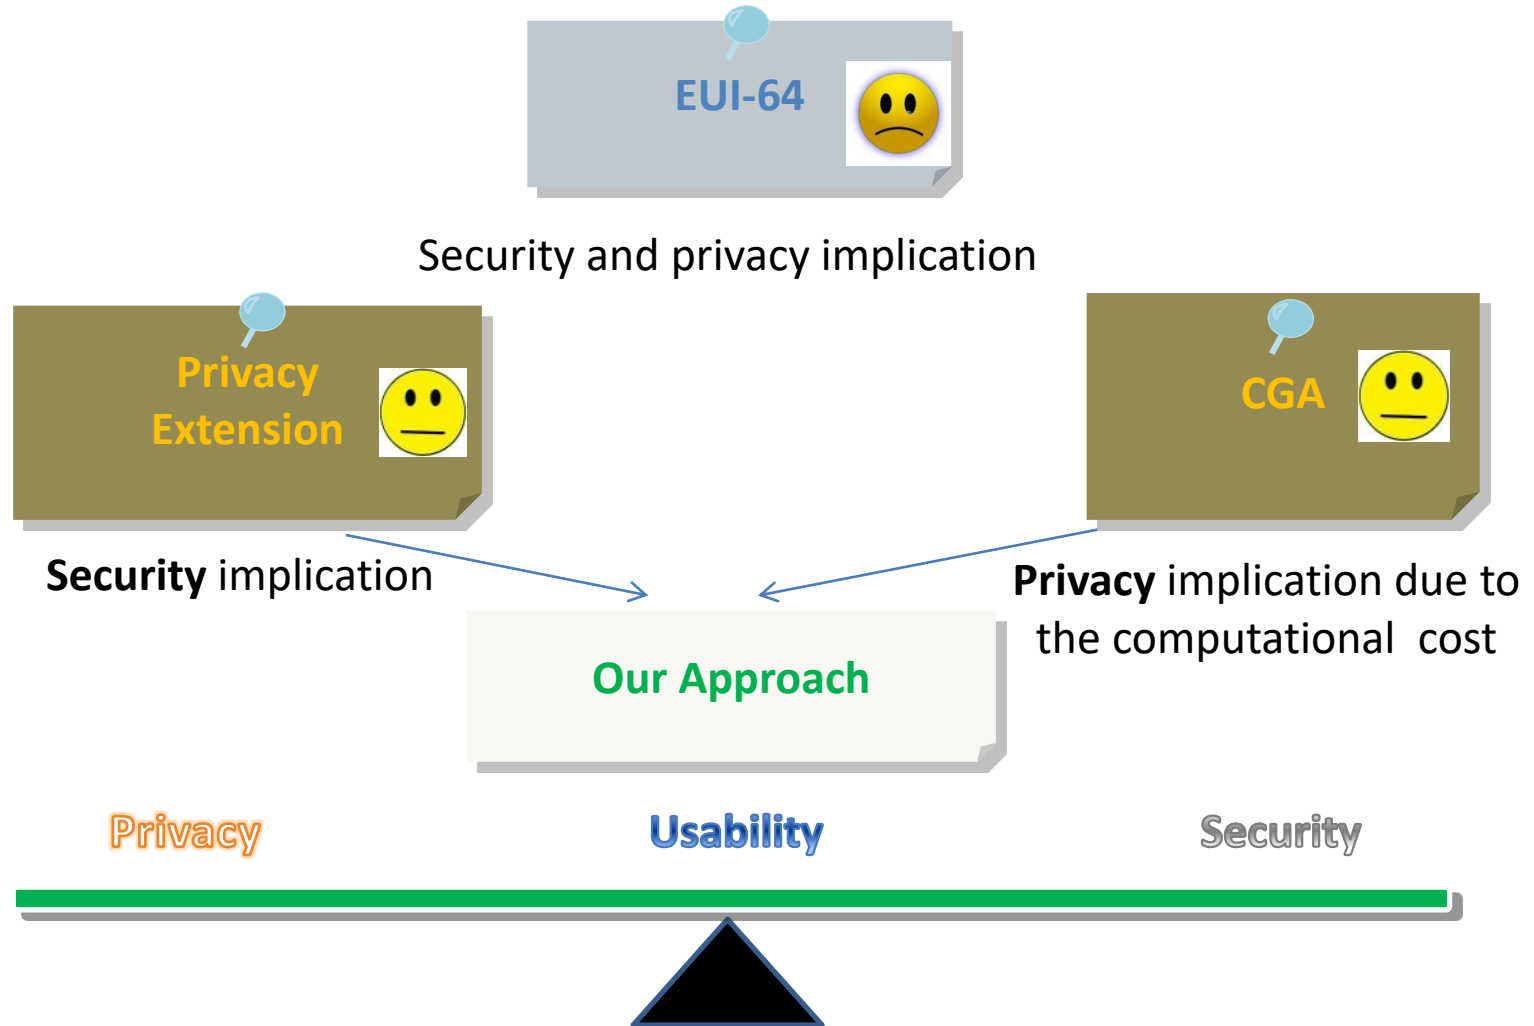 EUI-64
Security and privacy implication
Privacy
Extension
CGA
Security implication
Privacy implication due to
the computational  cost
Our Approach
Privacy
Usability
Security